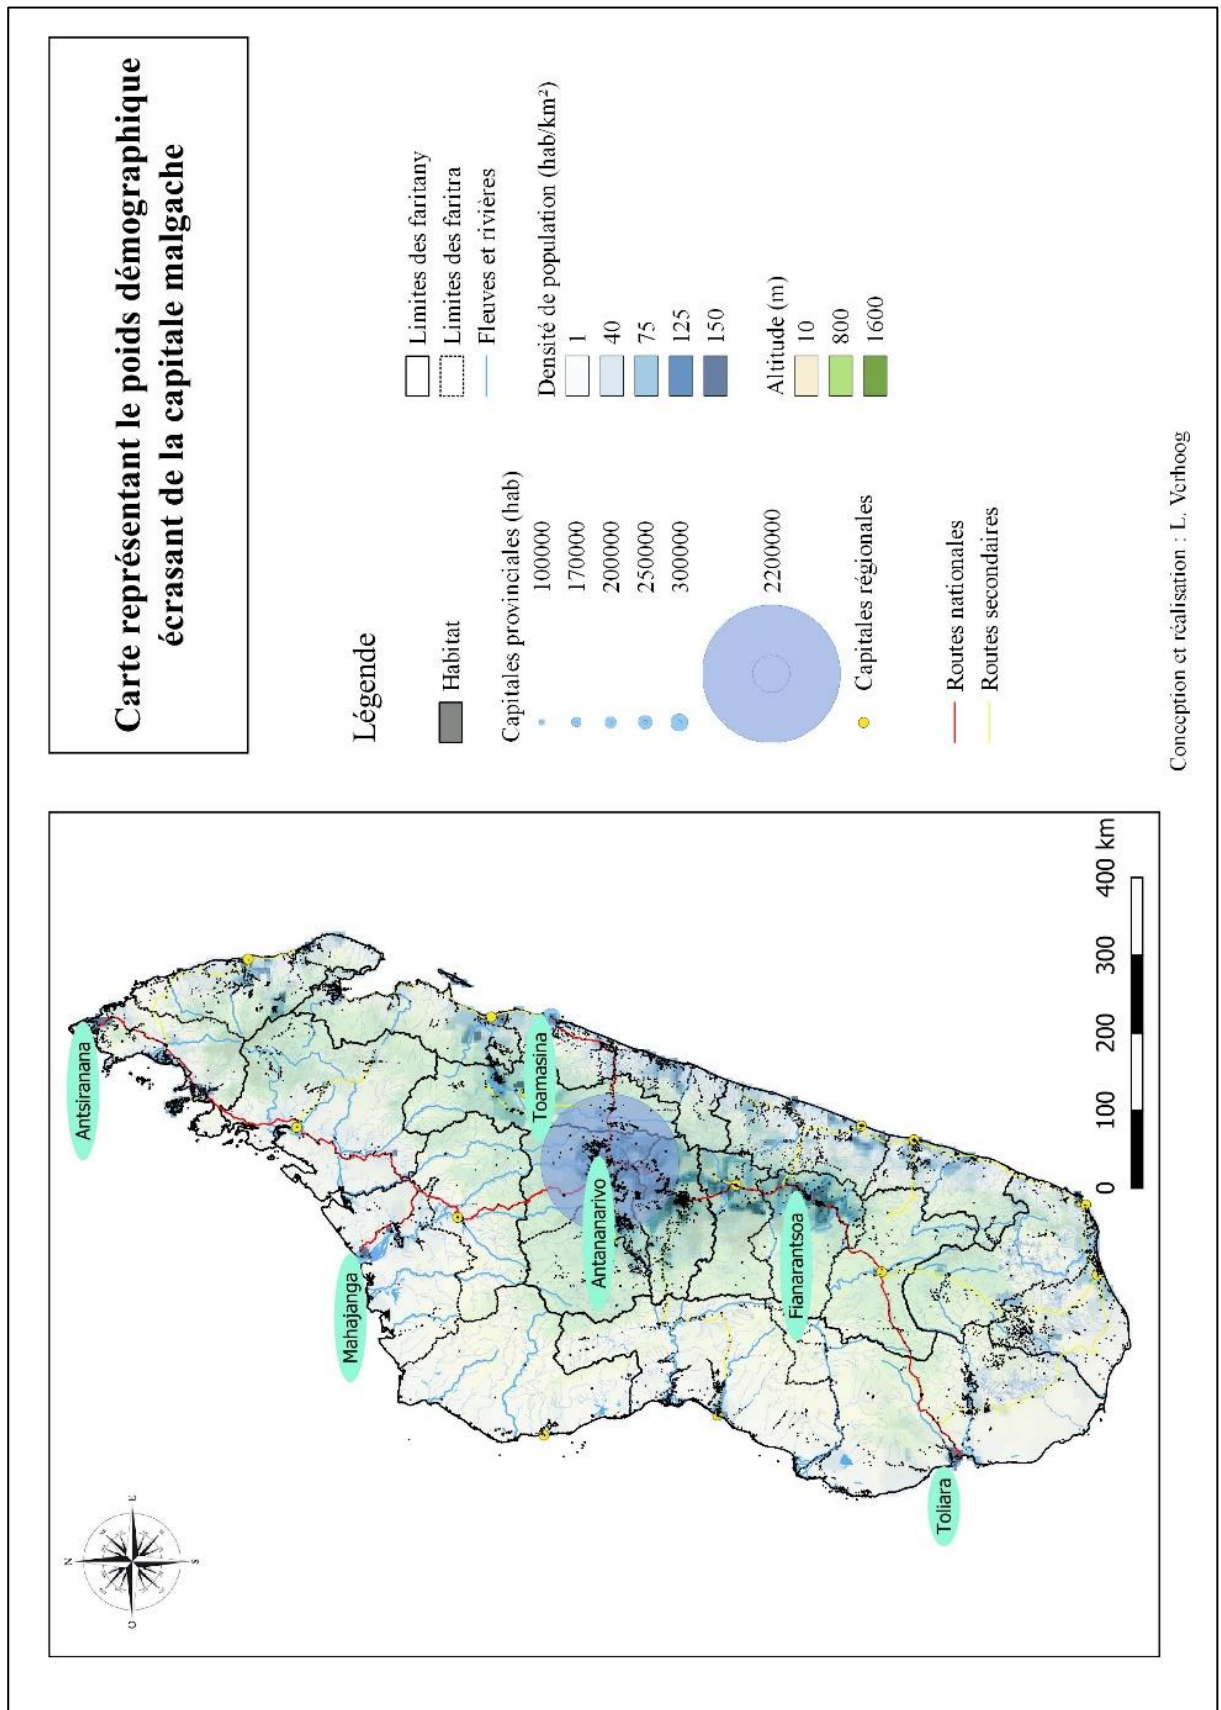 Carte représentant le poids démographique
écrasant de la capitale malgache
Légende
Habitat
Capitales provinciales (hab)
100000
170000
200000
250000
300000
2200000
Capitales régionales
Routes nationales
Routes secondaires
Limites des faritany
Limites des faritra
Fleuves et rivières
Densité de population (hab/km²)
1
40
75
125
150
Altitude (m)
10
800
1600
Conception et réalisation : L. Verhoog
N
E
S
O
Antsiranana
Mahajanga
Toamasina
Antananarivo
Fianarantsoa
Toliara
0 100 200 300 400 km